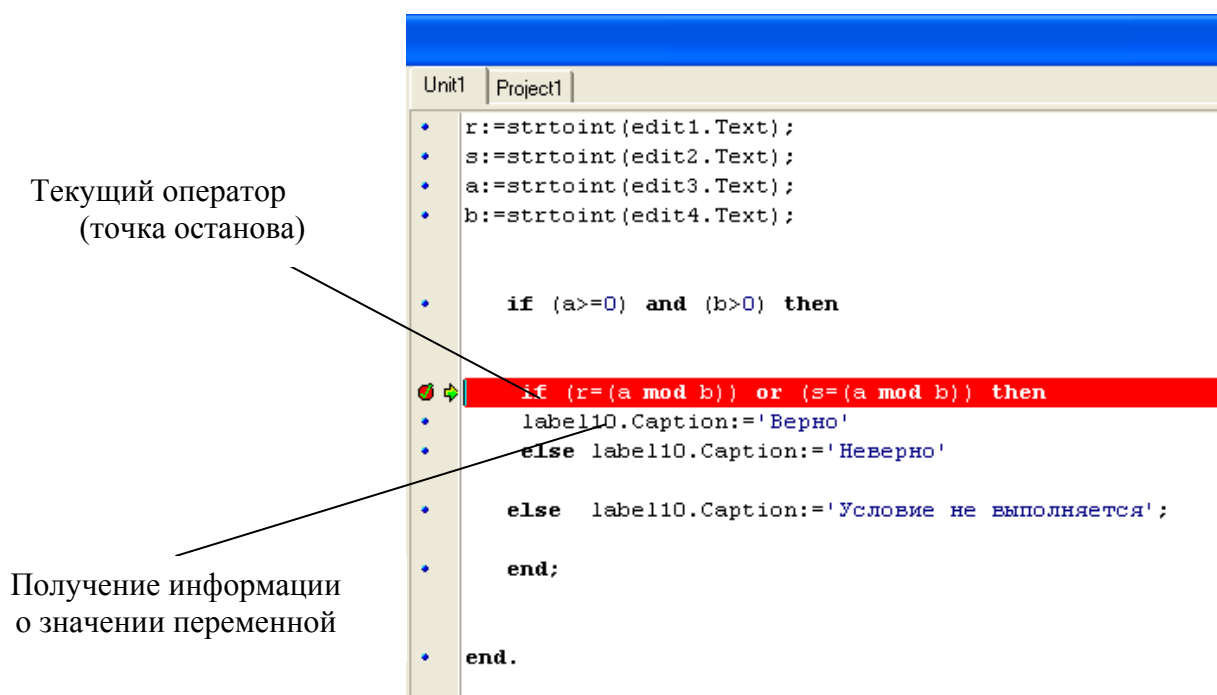 Unit1 Project1
r:=strtoint(edit1.Text);
s:=strtoint(edit2.Text);
a:=strtoint(edit3.Text);
b:=strtoint(edit4.Text);
if (a>=0) and (b>0) then
if (r=(a mod b)) or (s=(a mod b)) then
label10.Caption:='Верно'
else label10.Caption:='Неверно'
else label10.Caption:='Условие не выполняется';
end;
end.
Текущий оператор
(точка останова)
Получение информации
о значении переменной